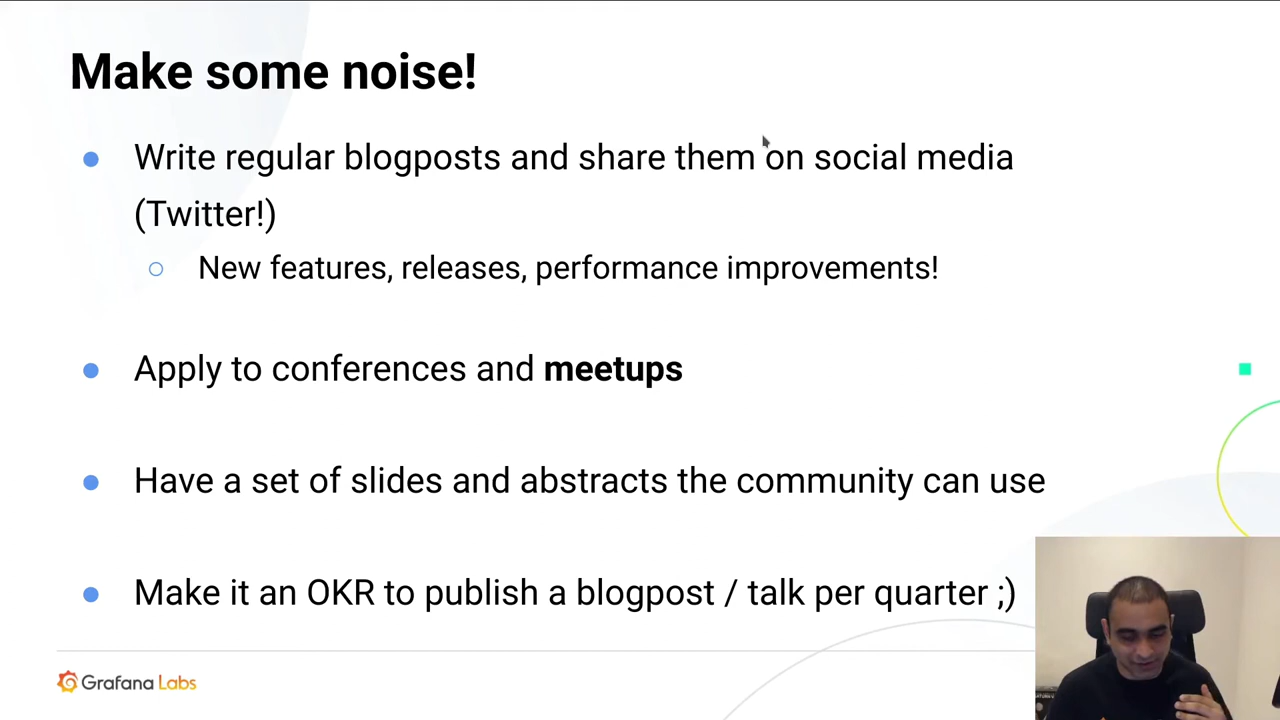 Make some noise!
Write regular blogposts and share them on social media
(Twitter!)
New features, releases, performance improvements!
Apply to conferences and meetups
Have a set of slides and abstracts the community can use
Make it an OKR to publish a blogpost / talk per quarter ;)
Grafana Labs